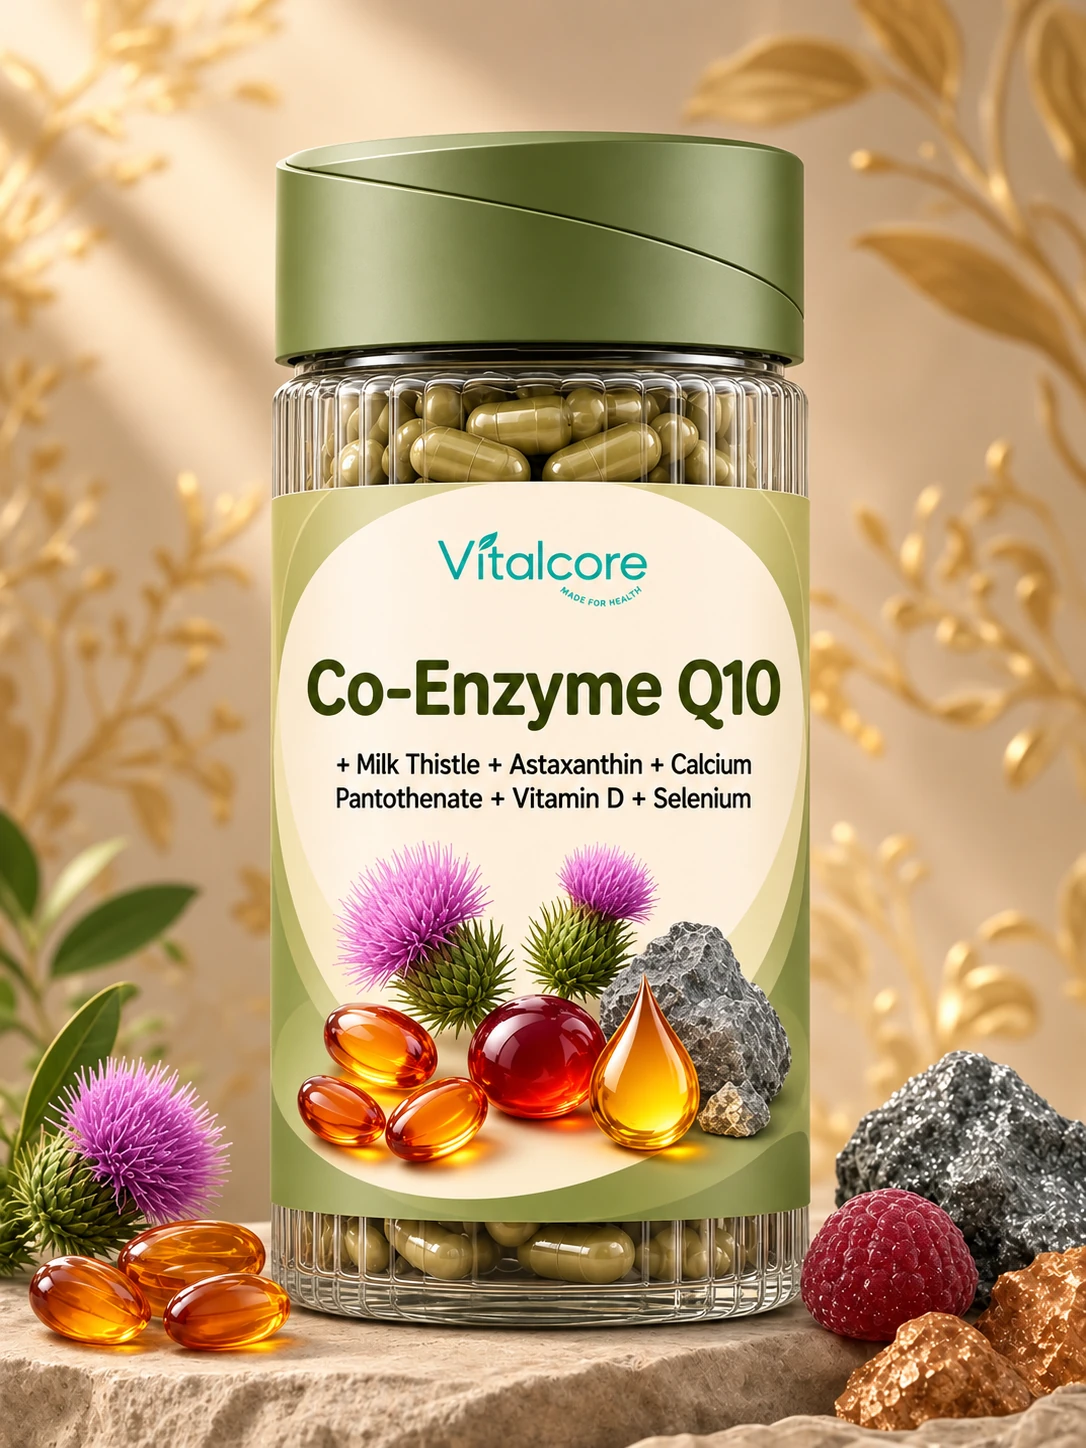 Vitalcore
MADE FOR HEALTH
Co-Enzyme Q10
+ Milk Thistle + Astaxanthin + Calcium
Pantothenate + Vitamin D + Selenium